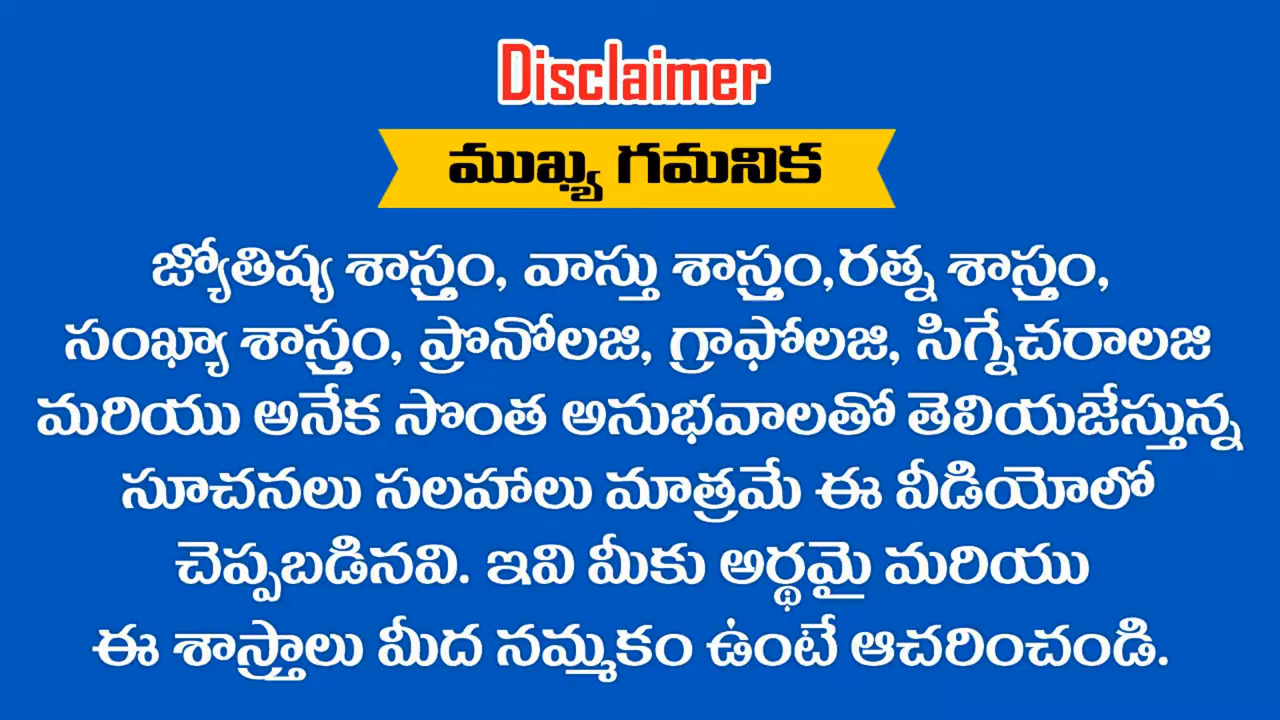 Disclaimer
ముఖ్య గమనిక
జ్యోతిష్య శాస్త్రం, వాస్తు శాస్త్రం,రత్న శాస్త్రం,
సంఖ్యా శాస్త్రం, ప్రొనోలజి, గ్రాఫోలజి, సిగ్నేచరాలజి
మరియు అనేక సొంత అనుభవాలతో తెలియజేస్తున్న
సూచనలు సలహాలు మాత్రమే ఈ వీడియోలో
చెప్పబడినవి. ఇవి మీకు అర్థమై మరియు
ఈ శాస్త్రాలు మీద నమ్మకం ఉంటే ఆచరించండి.